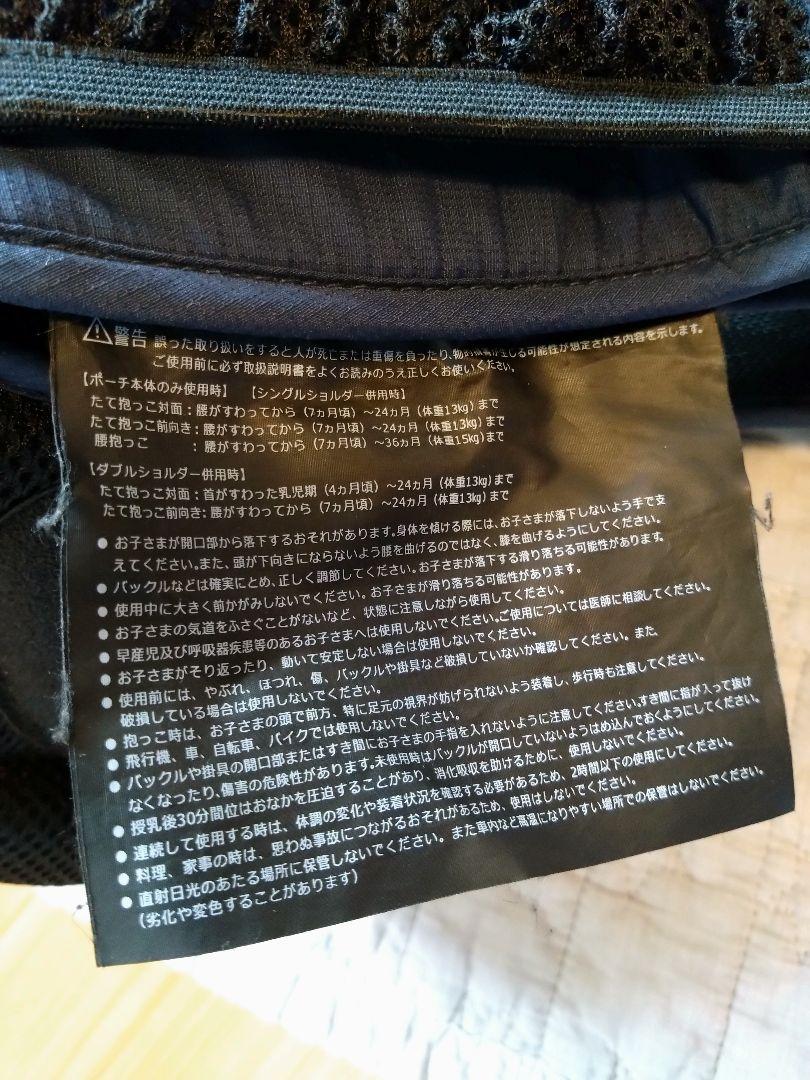 警告 誤った取り扱いをすると人が死亡または重傷を負ったり、物的損害が生じる可能性が想定される内容を示します。
ご使用前に必ず取扱説明書をよくお読みのうえ正しくお使いください。
【ポーチ本体のみ使用時】 【シングルショルダー併用時】
たて抱っこ対面：腰がすわってから（7ヵ月頃）～24ヵ月（体重13kg）まで
たて抱っこ前向き：腰がすわってから（7ヵ月頃）～24ヵ月（体重13kg）まで
腰抱っこ ：腰がすわってから（7ヵ月頃）～36ヵ月（体重15kg）まで
【ダブルショルダー併用時】
たて抱っこ対面：首がすわった乳児期（4ヵ月頃）～24ヵ月（体重13kg）まで
たて抱っこ前向き：腰がすわってから（7ヵ月頃）～24ヵ月（体重13kg）まで
● お子さまが開口部から落下するおそれがあります。身体を傾ける際には、お子さまが落下しないよう手で支
えてください。また、頭が下向きにならないよう腰を曲げるのではなく、膝を曲げるようにしてください。
● バックルなどは確実にとめ、正しく調節してください。お子さまが落下する滑り落ちる可能性があります。
● 使用中に大きく前かがみしないでください。お子さまが滑り落ちる可能性があります。
● お子さまの気道をふさぐことがないなど、状態に注意しながら使用してください。
● 早産児及び呼吸器疾患等のあるお子さまへは使用しないでください。ご使用については医師に相談してください。
● お子さまがそり返ったり、動いて安定しない場合は使用しないでください。
● 使用前には、やぶれ、ほつれ、傷、バックルや掛具など破損していないか確認してください。また、
破損している場合は使用しないでください。
● 抱っこ時は、お子さまの頭で前方、特に足元の視界が妨げられないよう装着し、歩行時も注意してください。
● 飛行機、車、自転車、バイクでは使用しないでください。
● バックルや掛具の開口部またはすき間にお子さまの手指を入れないように注意してください。すき間に指が入って抜け
なくなったり、傷害の危険性があります。未使用時はバックルが開口していないようはめ込んでおくようにしてください。
● 授乳後30分間位はおなかを圧迫することがあり、消化吸収を助けるために、使用しないでください。
● 連続して使用する時は、体調の変化や装着状況を確認する必要があるため、2時間以下の使用にしてください。
● 料理、家事の時は、思わぬ事故につながるおそれがあるため、使用はしないでください。
● 直射日光のあたる場所に保管しないでください。また車内など高温になりやすい場所での保管はしないでください。
(劣化や変色することがあります)